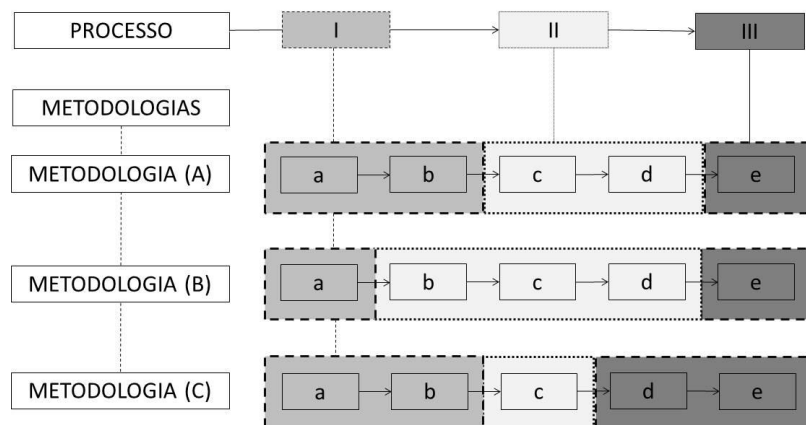 PROCESSO I II III
METODOLOGIAS
METODOLOGIA (A) a b c d e
METODOLOGIA (B) a b c d e
METODOLOGIA (C) a b c d e